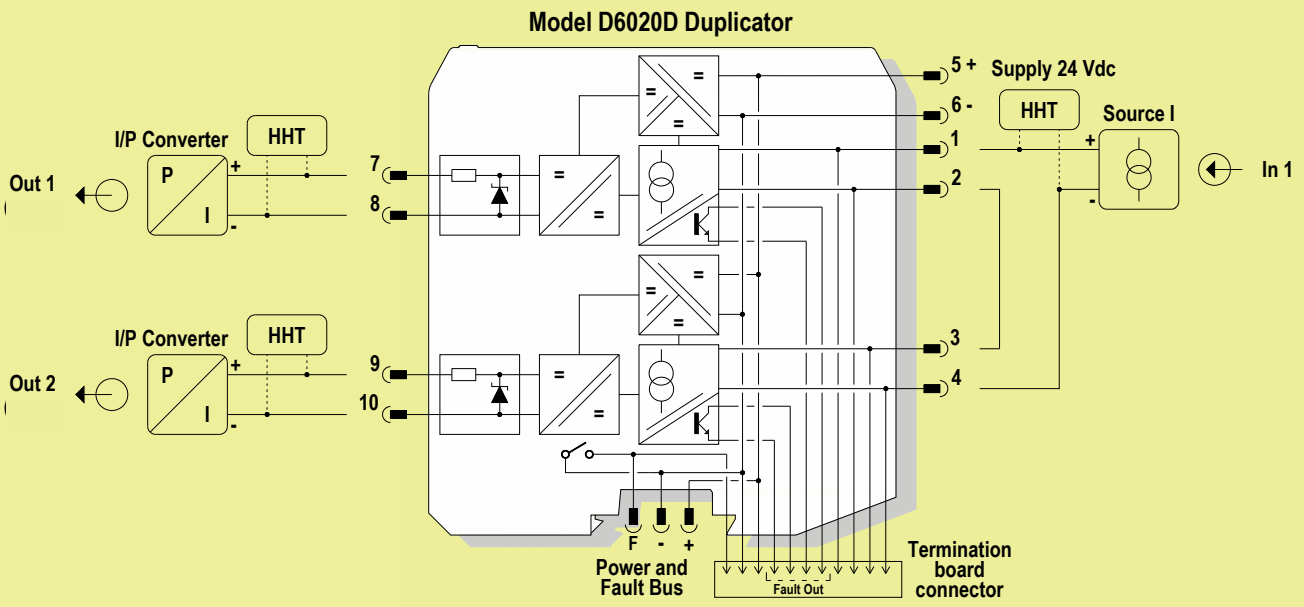 Model D6020D Duplicator
5 + Supply 24 Vdc
6 -
HHT
Source I
1
+
2
-
In 1
I/P Converter
HHT
Out 1
P
I
+
-
7
8
=
=
=
=
=
I/P Converter
HHT
Out 2
P
I
+
-
9
10
=
=
=
=
=
3
4
F - +
Power and
Fault Bus
Fault Out
Termination
board
connector